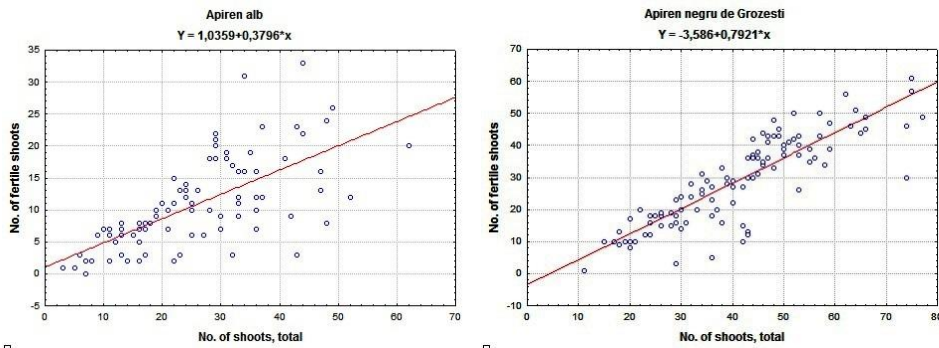 Apiren alb
Y = 1,0359+0,3796*x
35
30
25
20
15
10
5
0
-5
No. of fertile shoots
0 10 20 30 40 50 60 70
No. of shoots, total
Apiren negru de Grozesti
Y = -3,586+0,7921*x
70
60
50
40
30
20
10
0
-10
No. of fertile shoots
0 10 20 30 40 50 60 70 80
No. of shoots, total